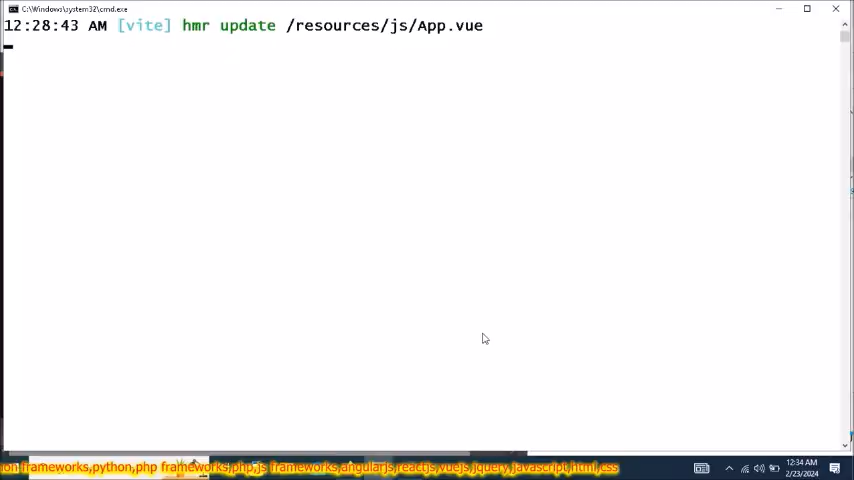 C:\Windows\system32\cmd.exe
12:28:43 AM [vite] hmr update /resources/js/App.vue
frameworks,python,php frameworks,php,js frameworks,angularjs,reactjs,vuejs,jquery,javascript,html,css
12:34 AM
2/23/2024